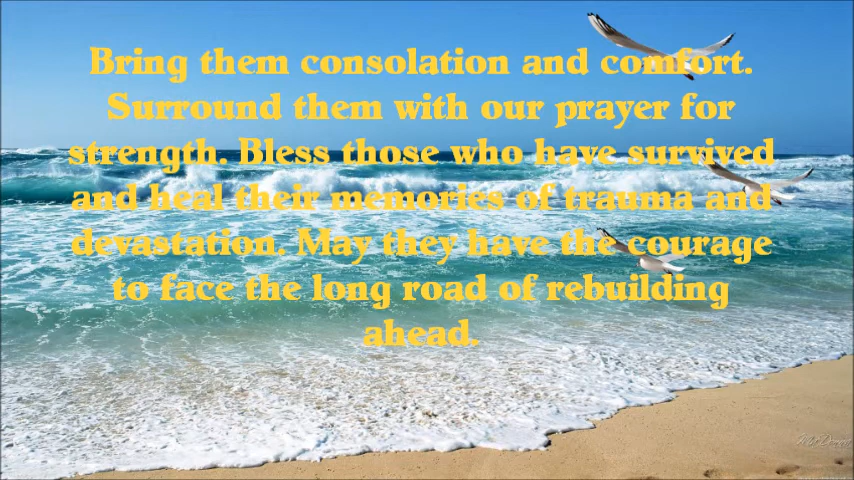 Bring them consolation and comfort.
Surround them with our prayer for
strength. Bless those who have survived
and heal their memories of trauma and
devastation. May they have the courage
to face the long road of rebuilding
ahead.